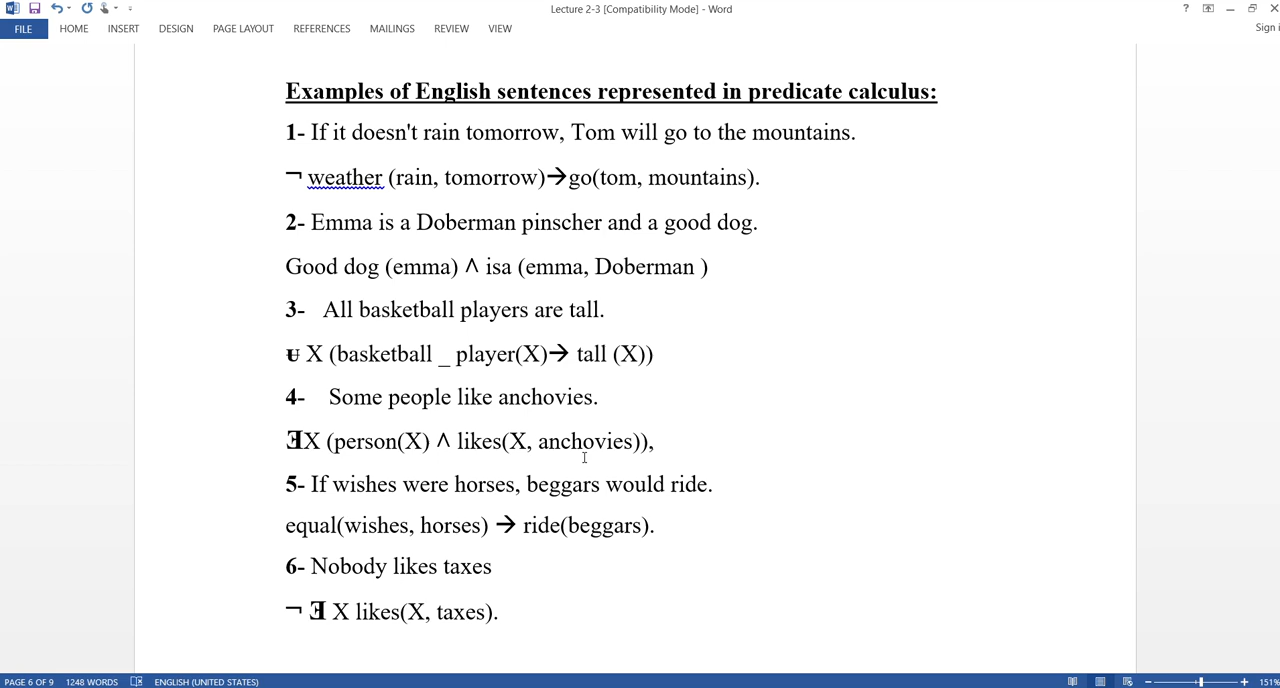 Lecture 2-3 [Compatibility Mode] - Word
FILE HOME INSERT DESIGN PAGE LAYOUT REFERENCES MAILINGS REVIEW VIEW Sign i
Examples of English sentences represented in predicate calculus:
1- If it doesn't rain tomorrow, Tom will go to the mountains.
¬ weather (rain, tomorrow)→go(tom, mountains).
2- Emma is a Doberman pinscher and a good dog.
Good dog (emma) ^ isa (emma, Doberman )
3- All basketball players are tall.
ʉ X (basketball _ player(X)→ tall (X))
4- Some people like anchovies.
∃X (person(X) ^ likes(X, anchovies)),
5- If wishes were horses, beggars would ride.
equal(wishes, horses) → ride(beggars).
6- Nobody likes taxes
¬ ∃ X likes(X, taxes).
PAGE 6 OF 9 1248 WORDS ENGLISH (UNITED STATES) 151%